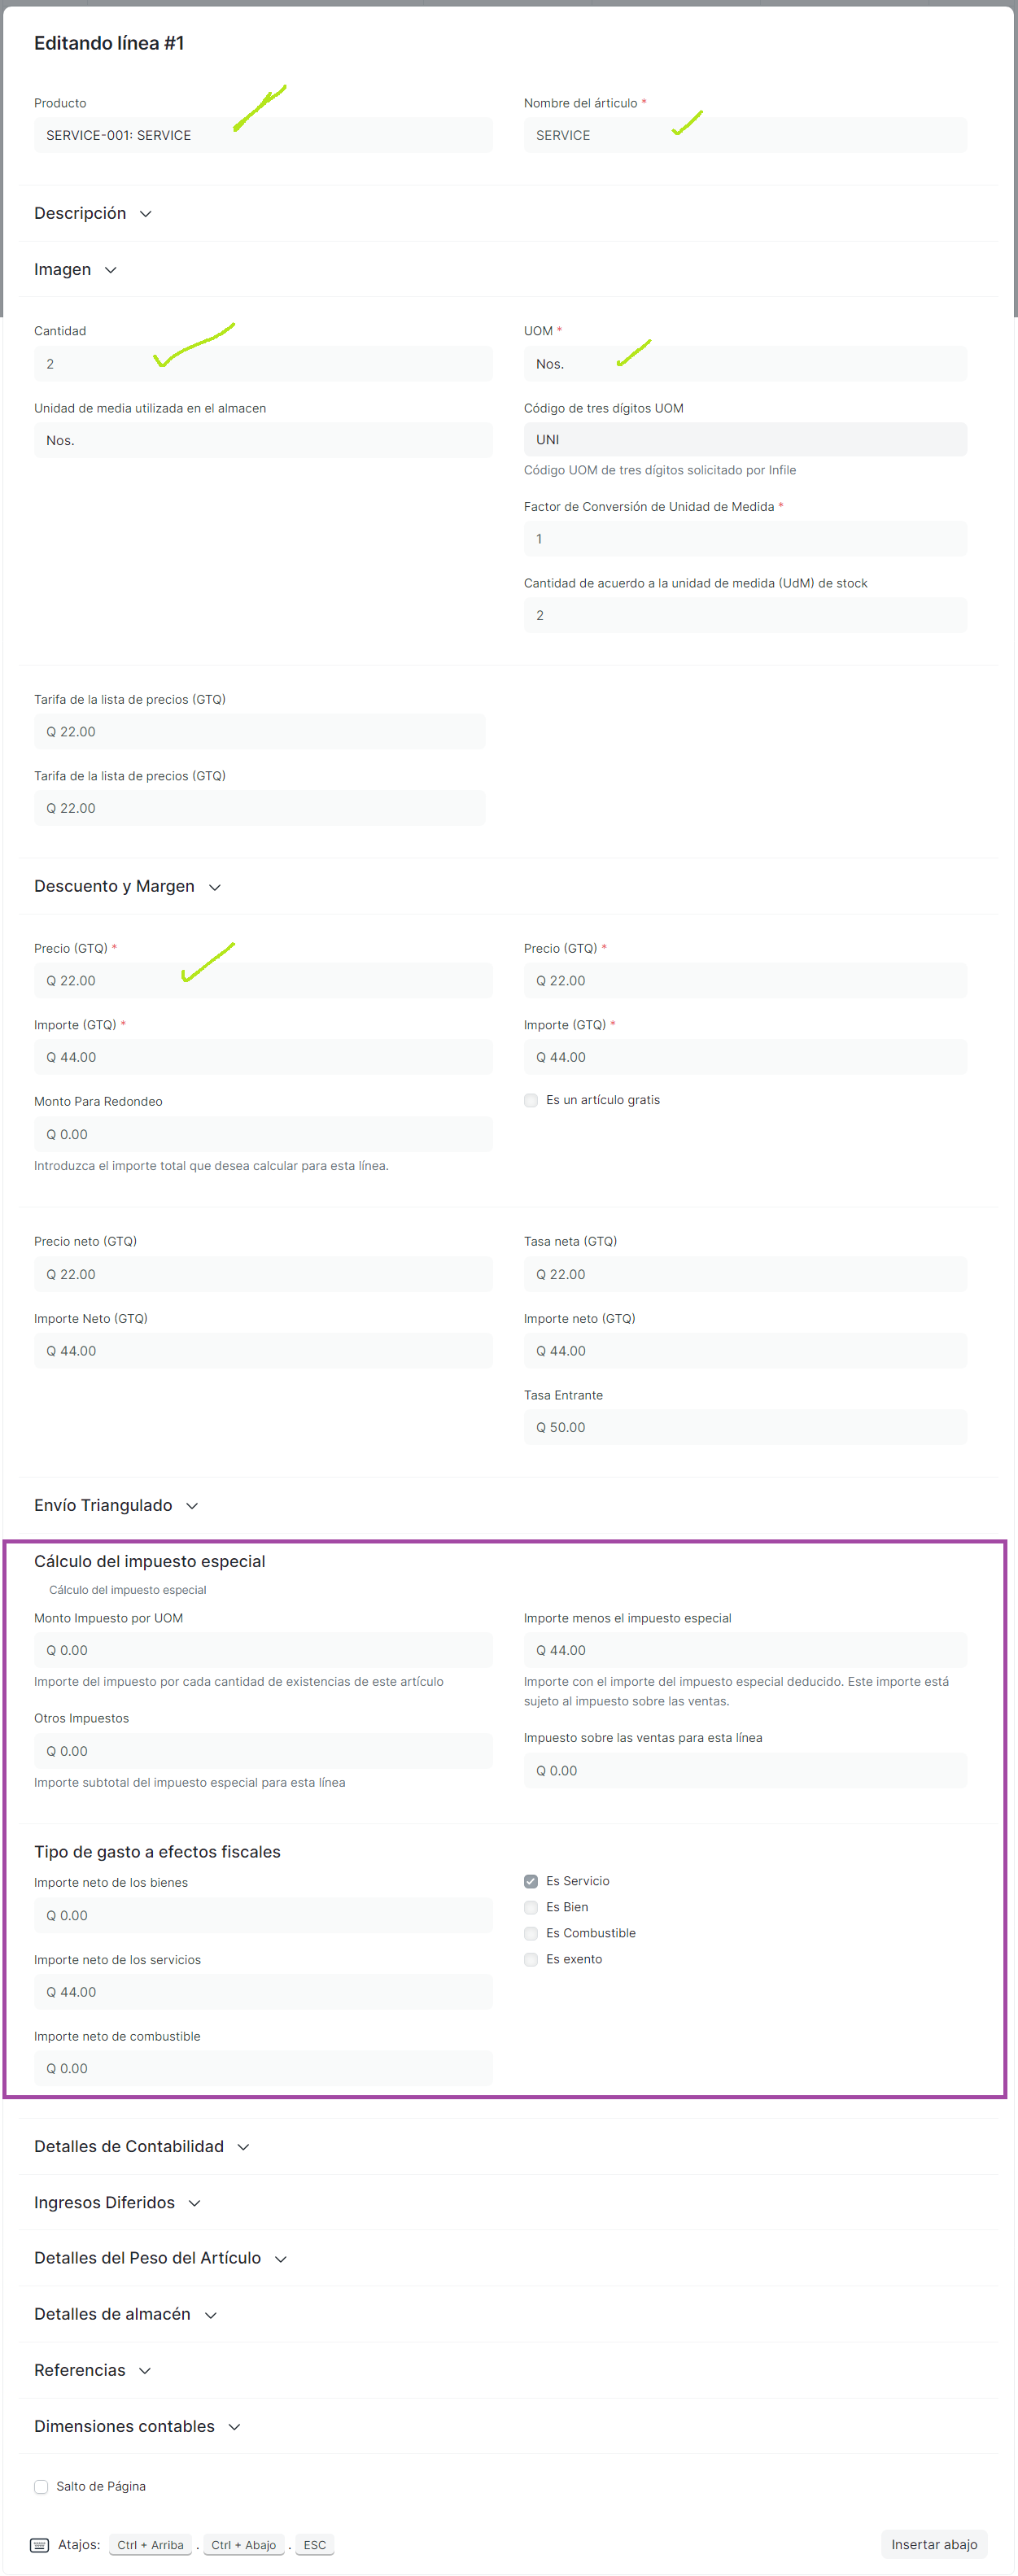 Editando línea #1
Producto
SERVICE-001: SERVICE
Nombre del árticulo *
SERVICE
Descripción
Imagen
Cantidad
2
UOM *
Nos.
Unidad de media utilizada en el almacen
Nos.
Código de tres dígitos UOM
UNI
Código UOM de tres dígitos solicitado por Infile
Factor de Conversión de Unidad de Medida *
1
Cantidad de acuerdo a la unidad de medida (UdM) de stock
2
Tarifa de la lista de precios (GTQ)
Q 22.00
Tarifa de la lista de precios (GTQ)
Q 22.00
Descuento y Margen
Precio (GTQ) *
Q 22.00
Precio (GTQ) *
Q 22.00
Importe (GTQ) *
Q 44.00
Importe (GTQ) *
Q 44.00
Monto Para Redondeo
Q 0.00
Introduzca el importe total que desea calcular para esta línea.
Es un artículo gratis
Precio neto (GTQ)
Q 22.00
Tasa neta (GTQ)
Q 22.00
Importe Neto (GTQ)
Q 44.00
Importe neto (GTQ)
Q 44.00
Tasa Entrante
Q 50.00
Envío Triangulado
Cálculo del impuesto especial
Cálculo del impuesto especial
Monto Impuesto por UOM
Q 0.00
Importe del impuesto por cada cantidad de existencias de este artículo
Otros Impuestos
Q 0.00
Importe subtotal del impuesto especial para esta línea
Importe menos el impuesto especial
Q 44.00
Importe con el importe del impuesto especial deducido. Este importe está
sujeto al impuesto sobre las ventas.
Impuesto sobre las ventas para esta línea
Q 0.00
Tipo de gasto a efectos fiscales
Importe neto de los bienes
Q 0.00
Importe neto de los servicios
Q 44.00
Importe neto de combustible
Q 0.00
Es Servicio
Es Bien
Es Combustible
Es exento
Detalles de Contabilidad
Ingresos Diferidos
Detalles del Peso del Artículo
Detalles de almacén
Referencias
Dimensiones contables
Salto de Página
Atajos: Ctrl + Arriba . Ctrl + Abajo . ESC
Insertar abajo